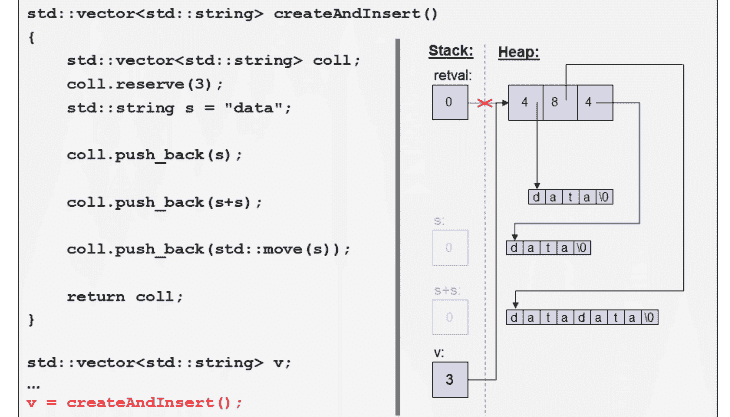 std::vector<std::string> createAndInsert()
{
std::vector<std::string> coll;
coll.reserve(3);
std::string s = "data";
coll.push_back(s);
coll.push_back(s+s);
coll.push_back(std::move(s));
return coll;
}
std::vector<std::string> v;
...
v = createAndInsert();
Stack: Heap:
retval:
0 4 8 4
d a t a \0
s:
0
d a t a \0
s+s:
0
d a t a d a t a \0
v:
3